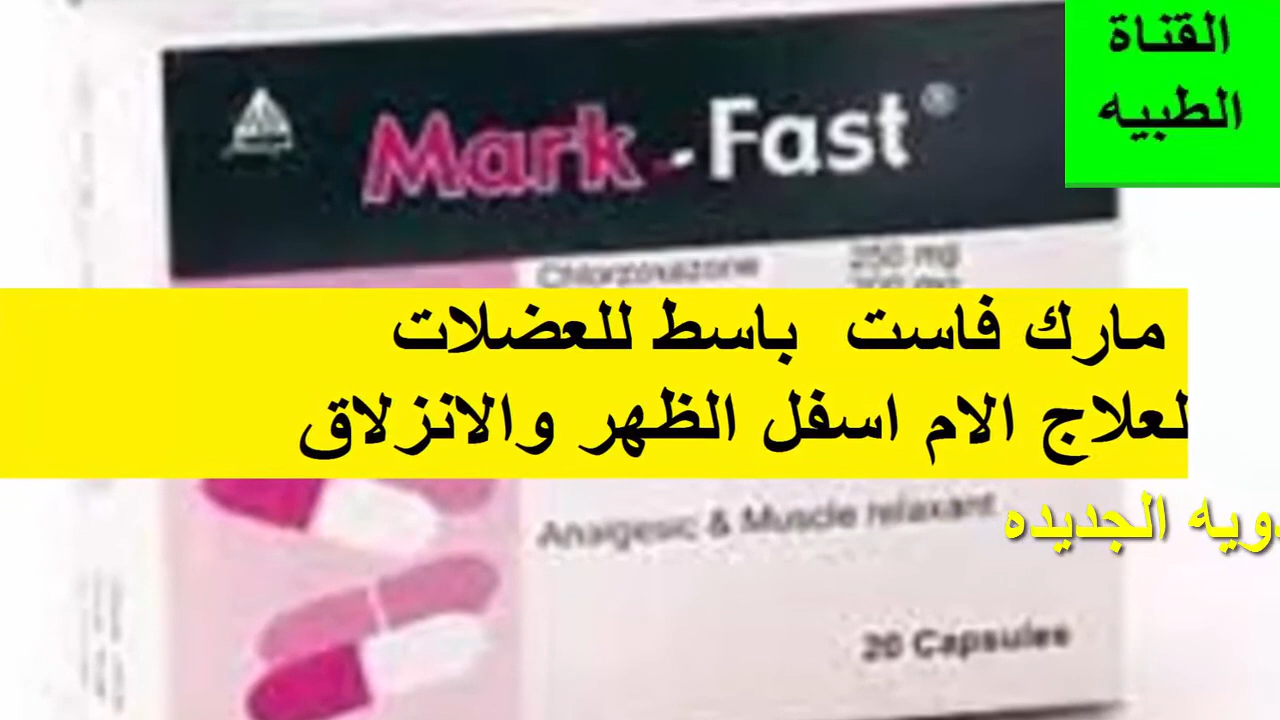 القناة
الطبيه
Mark-Fast®
Chlorzoxazone 250 mg
مارك فاست باسط للعضلات
لعلاج الام اسفل الظهر والانزلاق
Analgesic & Muscle relaxant
الجديده
20 Capsules